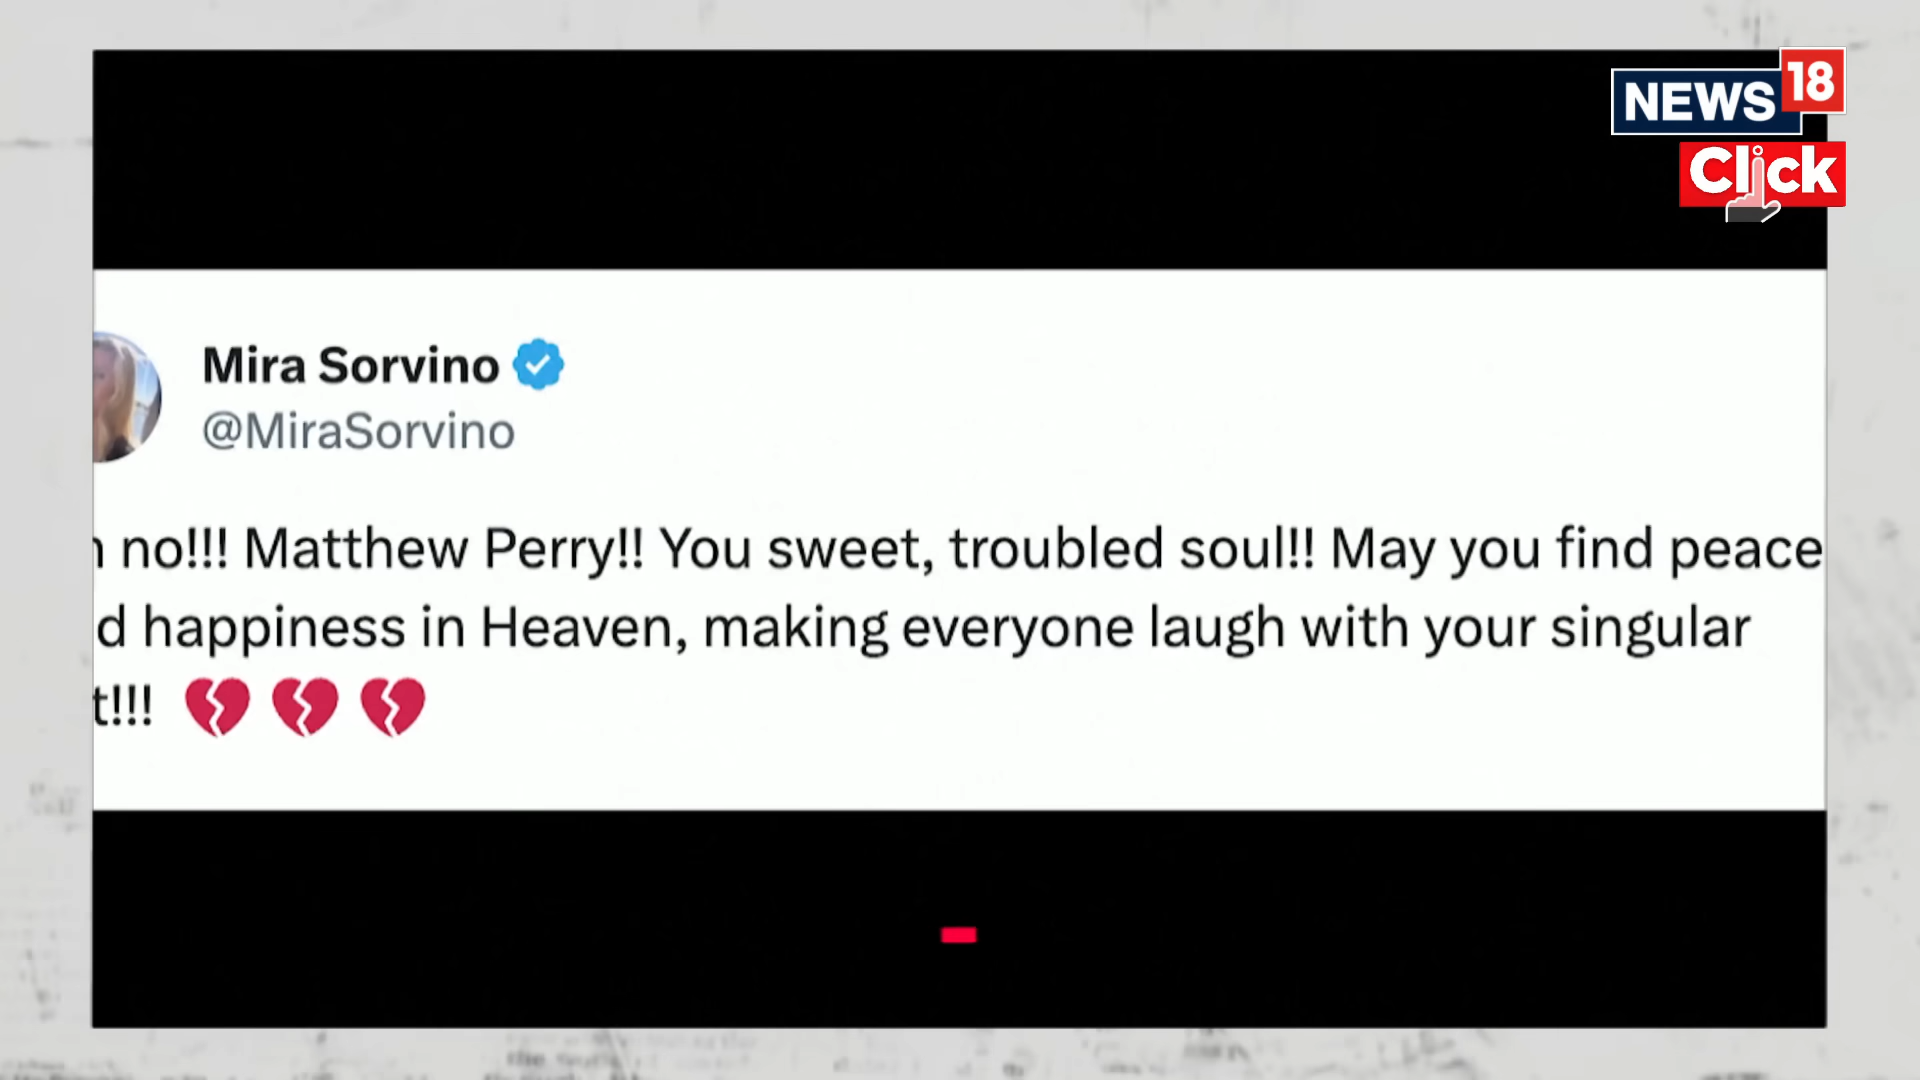 NEWS 18
Click
Mira Sorvino
@MiraSorvino
no!!! Matthew Perry!! You sweet, troubled soul!! May you find peace
happiness in Heaven, making everyone laugh with your singular
💔 💔 💔